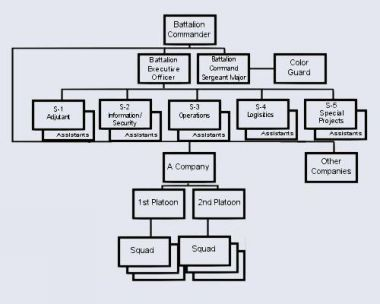 Battalion
Commander
Battalion
Executive
Officer
Battalion
Command
Sergeant Major
Color
Guard
S-1
Adjutant
Assistants
S-2
Information/
Security
Assistants
S-3
Operations
Assistants
S-4
Logisitics
Assistants
S-5
Special
Projects
Assistants
A Company
Other
Companies
1st Platoon
2nd Platoon
Squad
Squad